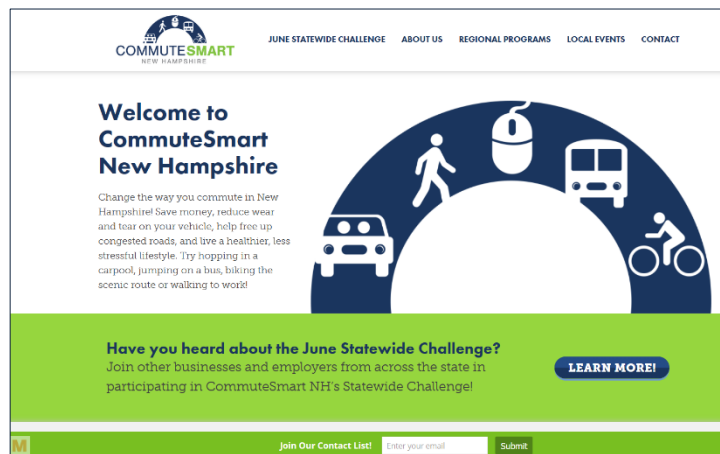 COMMUTESMART
NEW HAMPSHIRE
JUNE STATEWIDE CHALLENGE ABOUT US REGIONAL PROGRAMS LOCAL EVENTS CONTACT
Welcome to
CommuteSmart
New Hampshire
Change the way you commute in New
Hampshire! Save money, reduce wear
and tear on your vehicle, help free up
congested roads, and live a healthier, less
stressful lifestyle. Try hopping in a
carpool, jumping on a bus, biking the
scenic route or walking to work!
Have you heard about the June Statewide Challenge?
Join other businesses and employers from across the state in
participating in CommuteSmart NH's Statewide Challenge!
LEARN MORE!
M
Join Our Contact List! Enter your email Submit